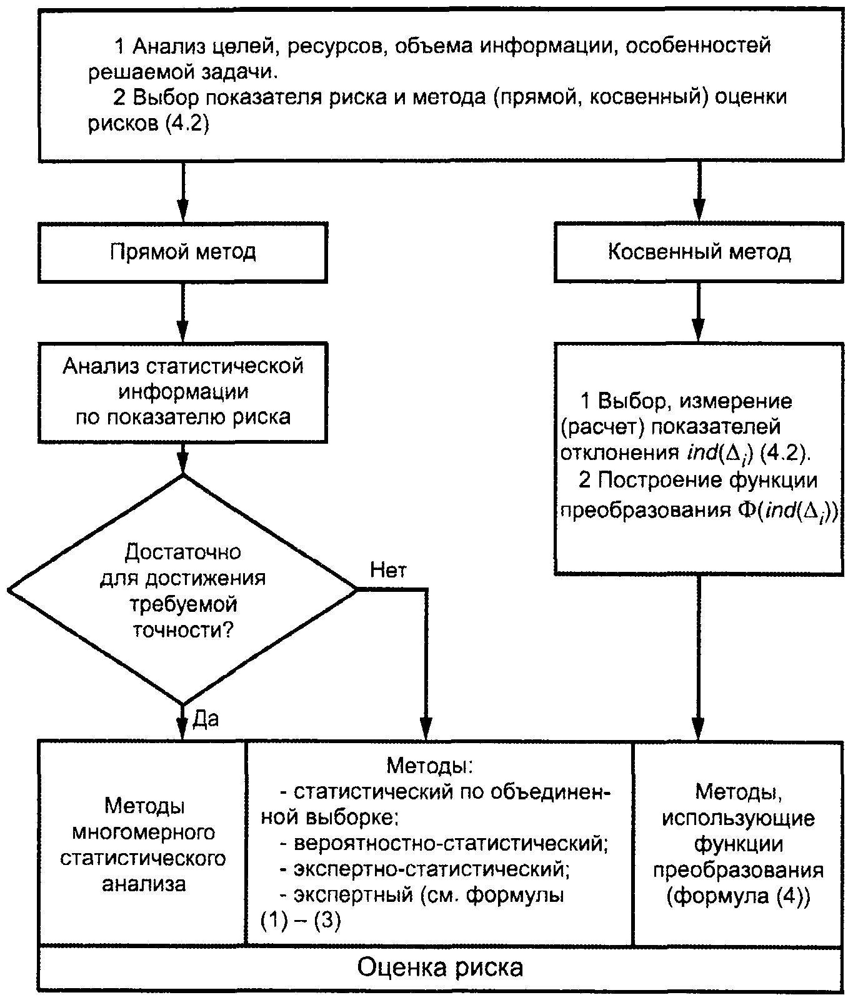 1 Анализ целей, ресурсов, объема информации, особенностей
решаемой задачи.
2 Выбор показателя риска и метода (прямой, косвенный) оценки
рисков (4.2)
Прямой метод
Косвенный метод
Анализ статистической
информации
по показателю риска
1 Выбор, измерение
(расчет) показателей
отклонения ind(Δi) (4.2).
2 Построение функции
преобразования Φ(ind(Δi))
Достаточно
для достижения
требуемой
точности?
Нет
Да
Методы
многомерного
статистического
анализа
Методы:
- статистический по объединен-
ной выборке;
- вероятностно-статистический;
- экспертно-статистический;
- экспертный (см. формулы
(1) – (3)
Методы,
использующие
функции
преобразования
(формула (4))
Оценка риска